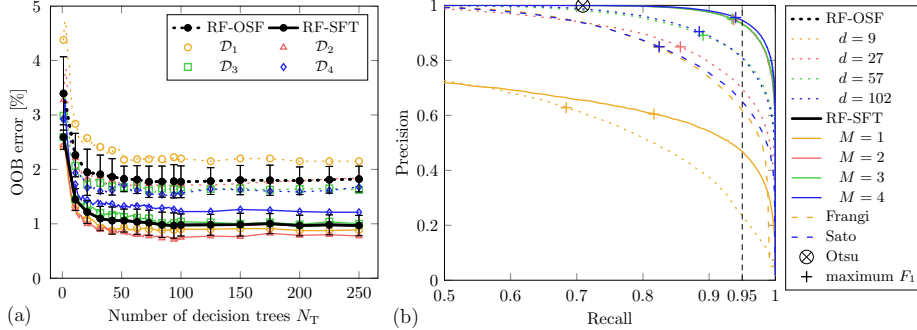 RF-OSF RF-SFT
𝒟1 𝒟2
𝒟3 𝒟4
5
4
3
2
1
0
OOB error [%]
0 50 100 150 200 250
Number of decision trees N_T
(a)
1
0.8
0.6
0.4
0.2
0
Precision
0.5 0.6 0.7 0.8 0.9 0.95 1
Recall
(b)
RF-OSF
d = 9
d = 27
d = 57
d = 102
RF-SFT
M = 1
M = 2
M = 3
M = 4
Frangi
Sato
Otsu
maximum F1